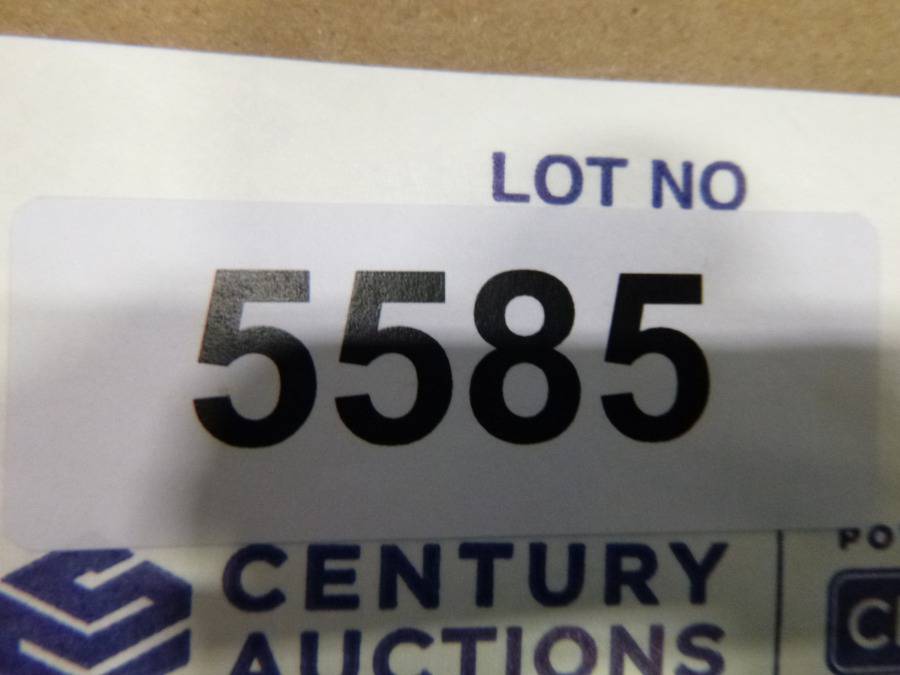 LOT NO
5585
CENTURY
AUCTIONS